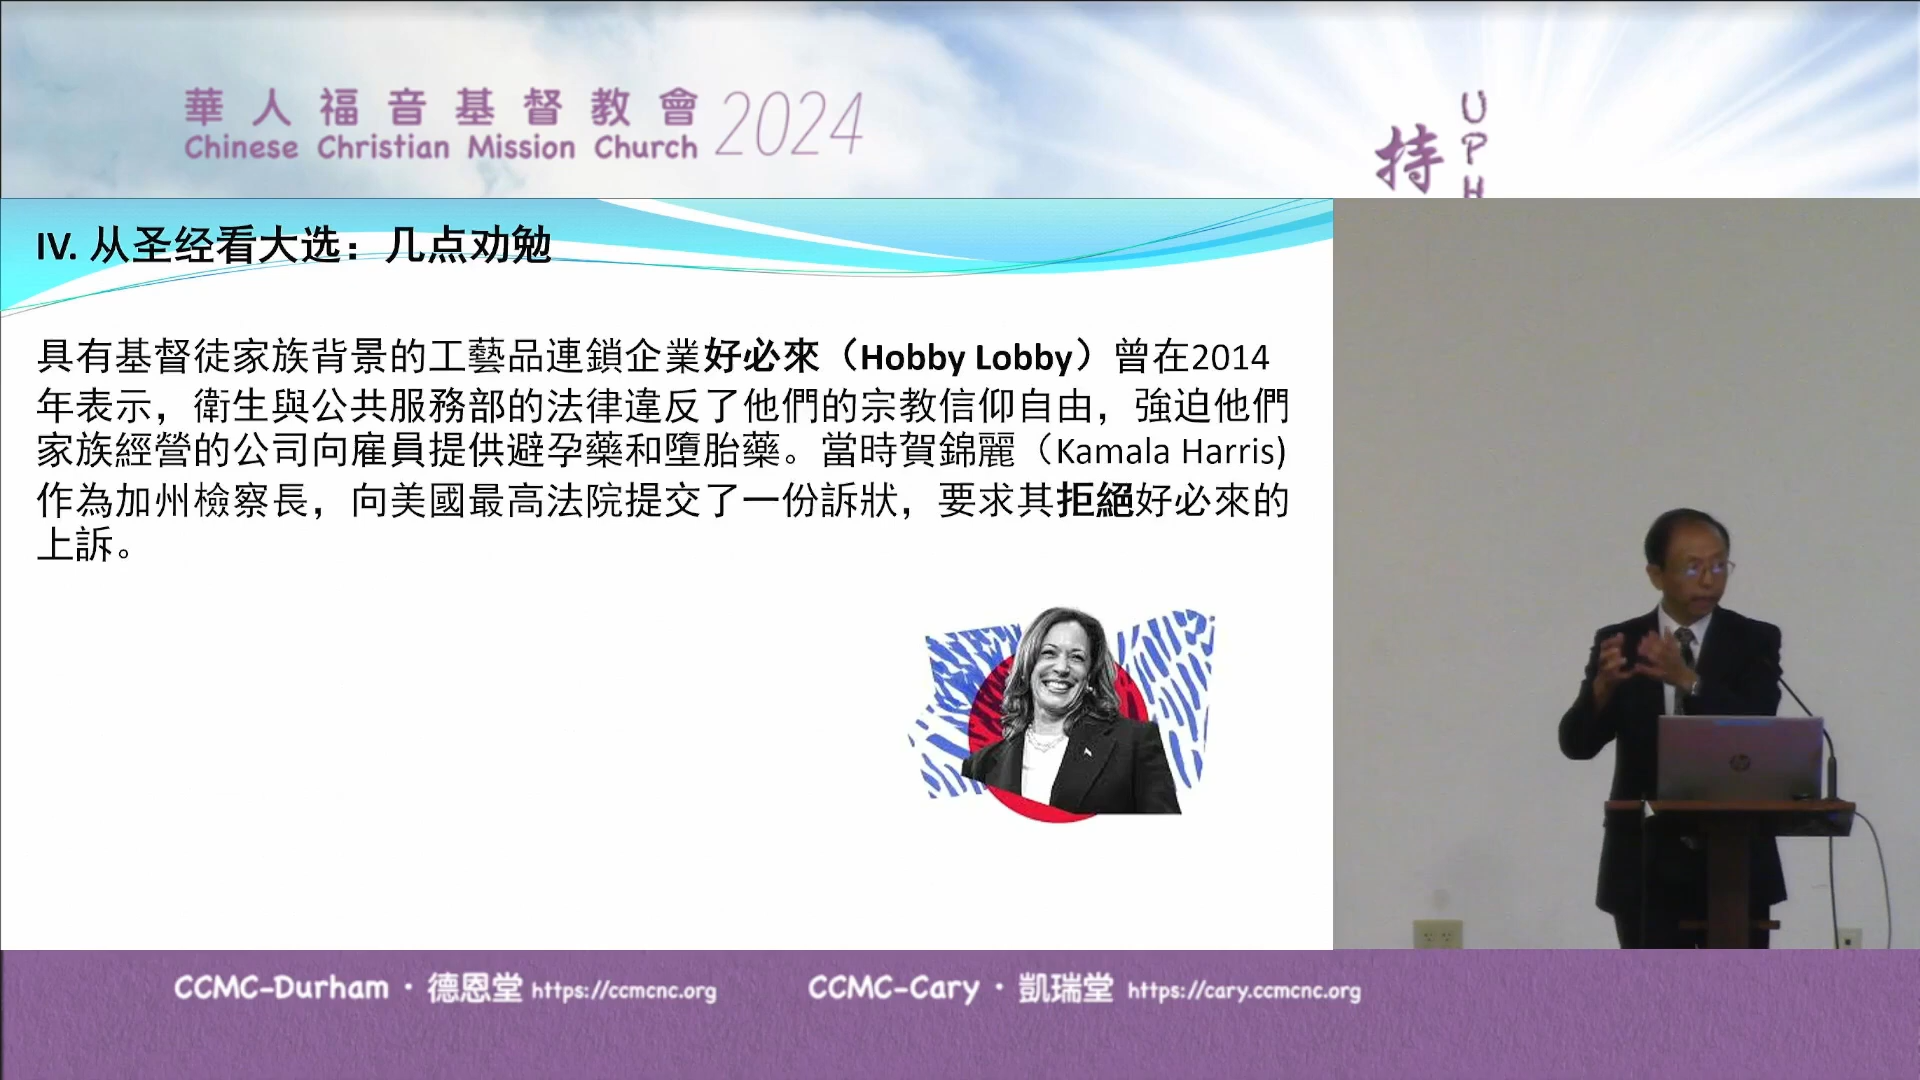 華人福音基督教會 2024
Chinese Christian Mission Church
持
UPH
IV. 从圣经看大选：几点劝勉
具有基督徒家族背景的工藝品連鎖企業好必來（Hobby Lobby）曾在2014
年表示，衛生與公共服務部的法律違反了他們的宗教信仰自由，強迫他們
家族經營的公司向雇員提供避孕藥和墮胎藥。當時賀錦麗（Kamala Harris)
作為加州檢察長，向美國最高法院提交了一份訴狀，要求其拒絕好必來的
上訴。
hp
CCMC-Durham・德恩堂 https://ccmcnc.org
CCMC-Cary・凱瑞堂 https://cary.ccmcnc.org